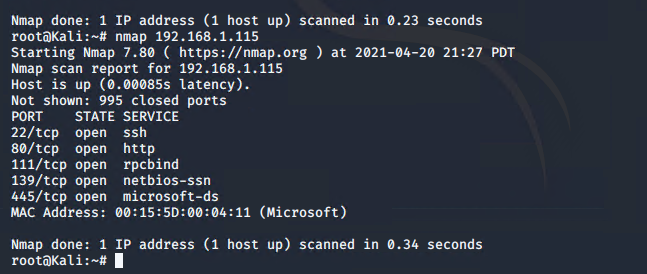 Nmap done: 1 IP address (1 host up) scanned in 0.23 seconds
root@Kali:~# nmap 192.168.1.115
Starting Nmap 7.80 ( https://nmap.org ) at 2021-04-20 21:27 PDT
Nmap scan report for 192.168.1.115
Host is up (0.00085s latency).
Not shown: 995 closed ports
PORT    STATE SERVICE
22/tcp  open  ssh
80/tcp  open  http
111/tcp open  rpcbind
139/tcp open  netbios-ssn
445/tcp open  microsoft-ds
MAC Address: 00:15:5D:00:04:11 (Microsoft)
Nmap done: 1 IP address (1 host up) scanned in 0.34 seconds
root@Kali:~#